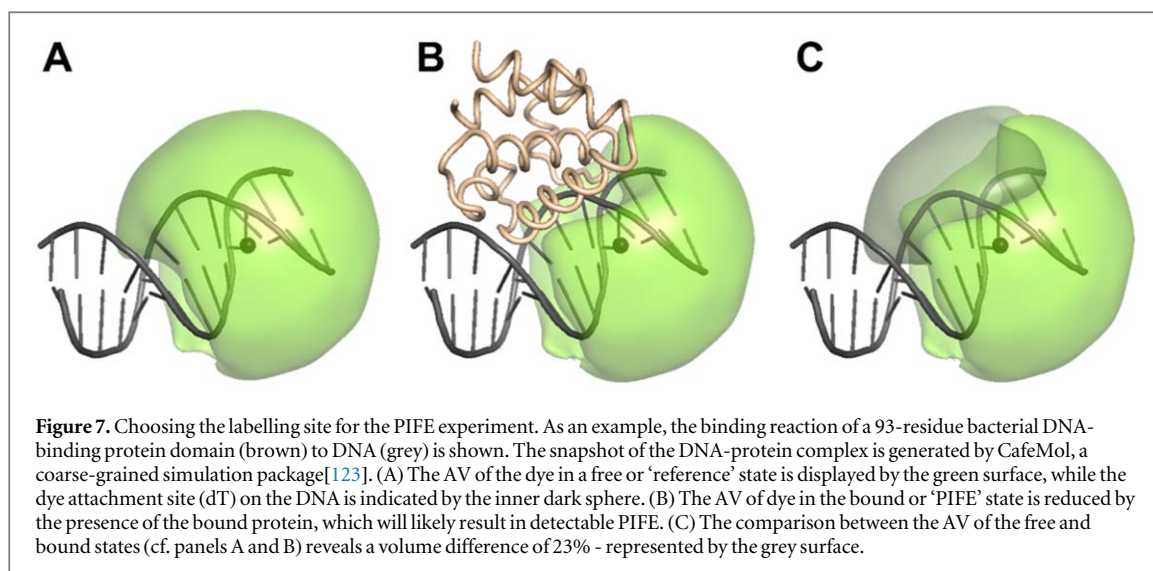 A B C
Figure 7. Choosing the labelling site for the PIFE experiment. As an example, the binding reaction of a 93-residue bacterial DNA-
binding protein domain (brown) to DNA (grey) is shown. The snapshot of the DNA-protein complex is generated by CafeMol, a
coarse-grained simulation package[123]. (A) The AV of the dye in a free or ‘reference’ state is displayed by the green surface, while the
dye attachment site (dT) on the DNA is indicated by the inner dark sphere. (B) The AV of dye in the bound or ‘PIFE’ state is reduced by
the presence of the bound protein, which will likely result in detectable PIFE. (C) The comparison between the AV of the free and
bound states (cf. panels A and B) reveals a volume difference of 23% - represented by the grey surface.